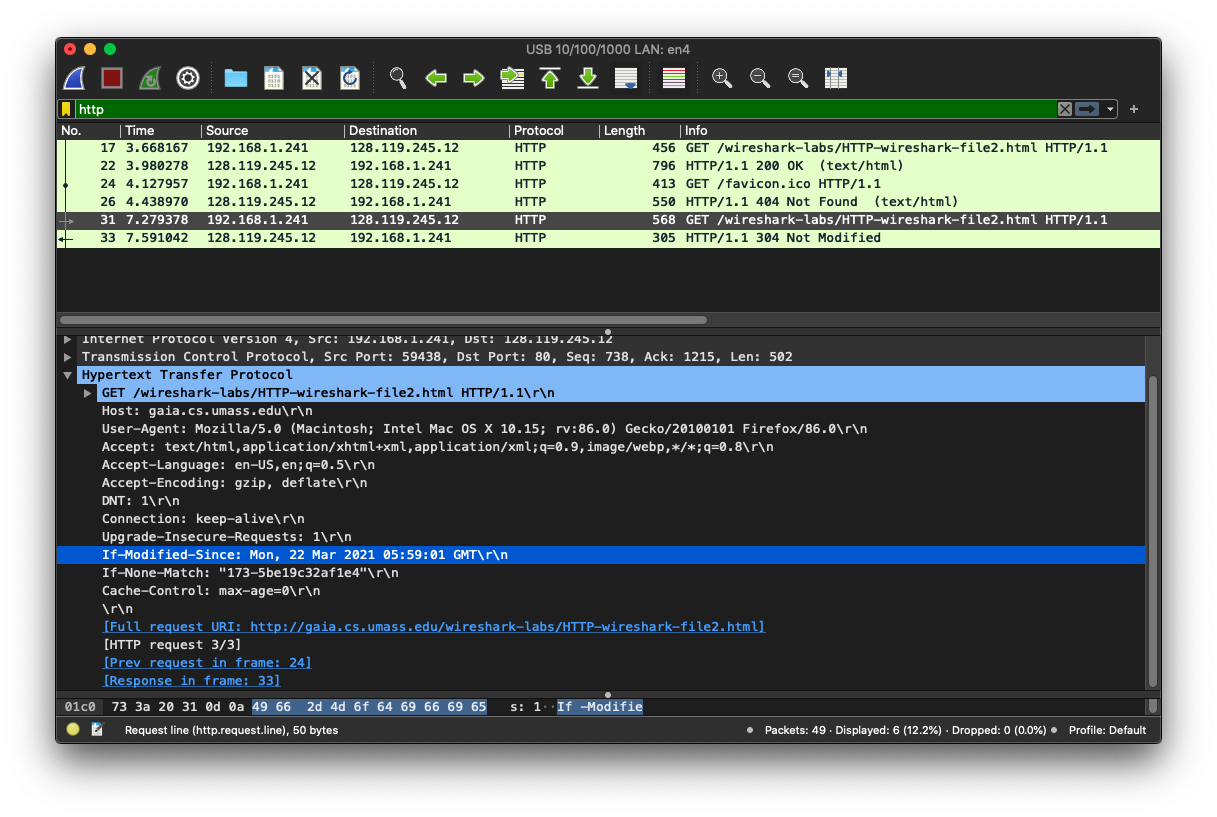 USB 10/100/1000 LAN: en4
http
No. Time Source Destination Protocol Length Info
17 3.668167 192.168.1.241 128.119.245.12 HTTP 456 GET /wireshark-labs/HTTP-wireshark-file2.html HTTP/1.1
22 3.980278 128.119.245.12 192.168.1.241 HTTP 796 HTTP/1.1 200 OK (text/html)
24 4.127957 192.168.1.241 128.119.245.12 HTTP 413 GET /favicon.ico HTTP/1.1
26 4.438970 128.119.245.12 192.168.1.241 HTTP 550 HTTP/1.1 404 Not Found (text/html)
31 7.279378 192.168.1.241 128.119.245.12 HTTP 568 GET /wireshark-labs/HTTP-wireshark-file2.html HTTP/1.1
33 7.591042 128.119.245.12 192.168.1.241 HTTP 305 HTTP/1.1 304 Not Modified
Internet Protocol Version 4, Src: 192.168.1.241, Dst: 128.119.245.12
Transmission Control Protocol, Src Port: 59438, Dst Port: 80, Seq: 738, Ack: 1215, Len: 502
Hypertext Transfer Protocol
GET /wireshark-labs/HTTP-wireshark-file2.html HTTP/1.1\r\n
Host: gaia.cs.umass.edu\r\n
User-Agent: Mozilla/5.0 (Macintosh; Intel Mac OS X 10.15; rv:86.0) Gecko/20100101 Firefox/86.0\r\n
Accept: text/html,application/xhtml+xml,application/xml;q=0.9,image/webp,*/*;q=0.8\r\n
Accept-Language: en-US,en;q=0.5\r\n
Accept-Encoding: gzip, deflate\r\n
DNT: 1\r\n
Connection: keep-alive\r\n
Upgrade-Insecure-Requests: 1\r\n
If-Modified-Since: Mon, 22 Mar 2021 05:59:01 GMT\r\n
If-None-Match: "173-5be19c32af1e4"\r\n
Cache-Control: max-age=0\r\n
\r\n
[Full request URI: http://gaia.cs.umass.edu/wireshark-labs/HTTP-wireshark-file2.html]
[HTTP request 3/3]
[Prev request in frame: 24]
[Response in frame: 33]
01c0 73 3a 20 31 0d 0a 49 66 2d 4d 6f 64 69 66 69 65 s: 1··If -Modifie
Request line (http.request.line), 50 bytes Packets: 49 · Displayed: 6 (12.2%) · Dropped: 0 (0.0%) Profile: Default